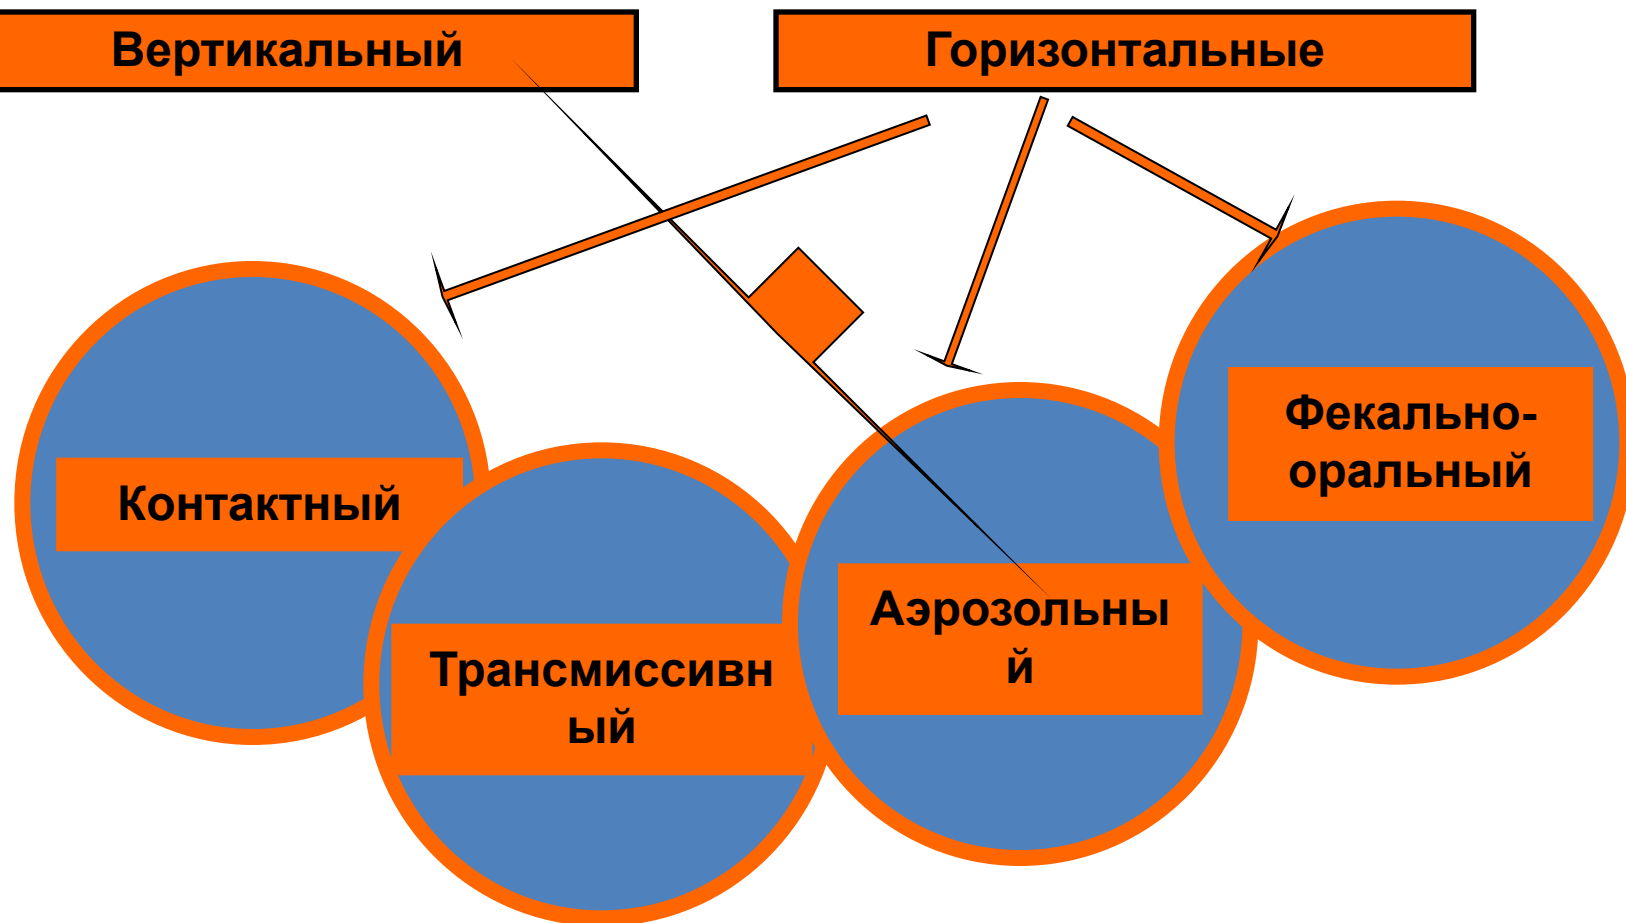 Вертикальный
Горизонтальные
Контактный
Трансмиссивн
ый
Аэрозольны
й
Фекально-
оральный